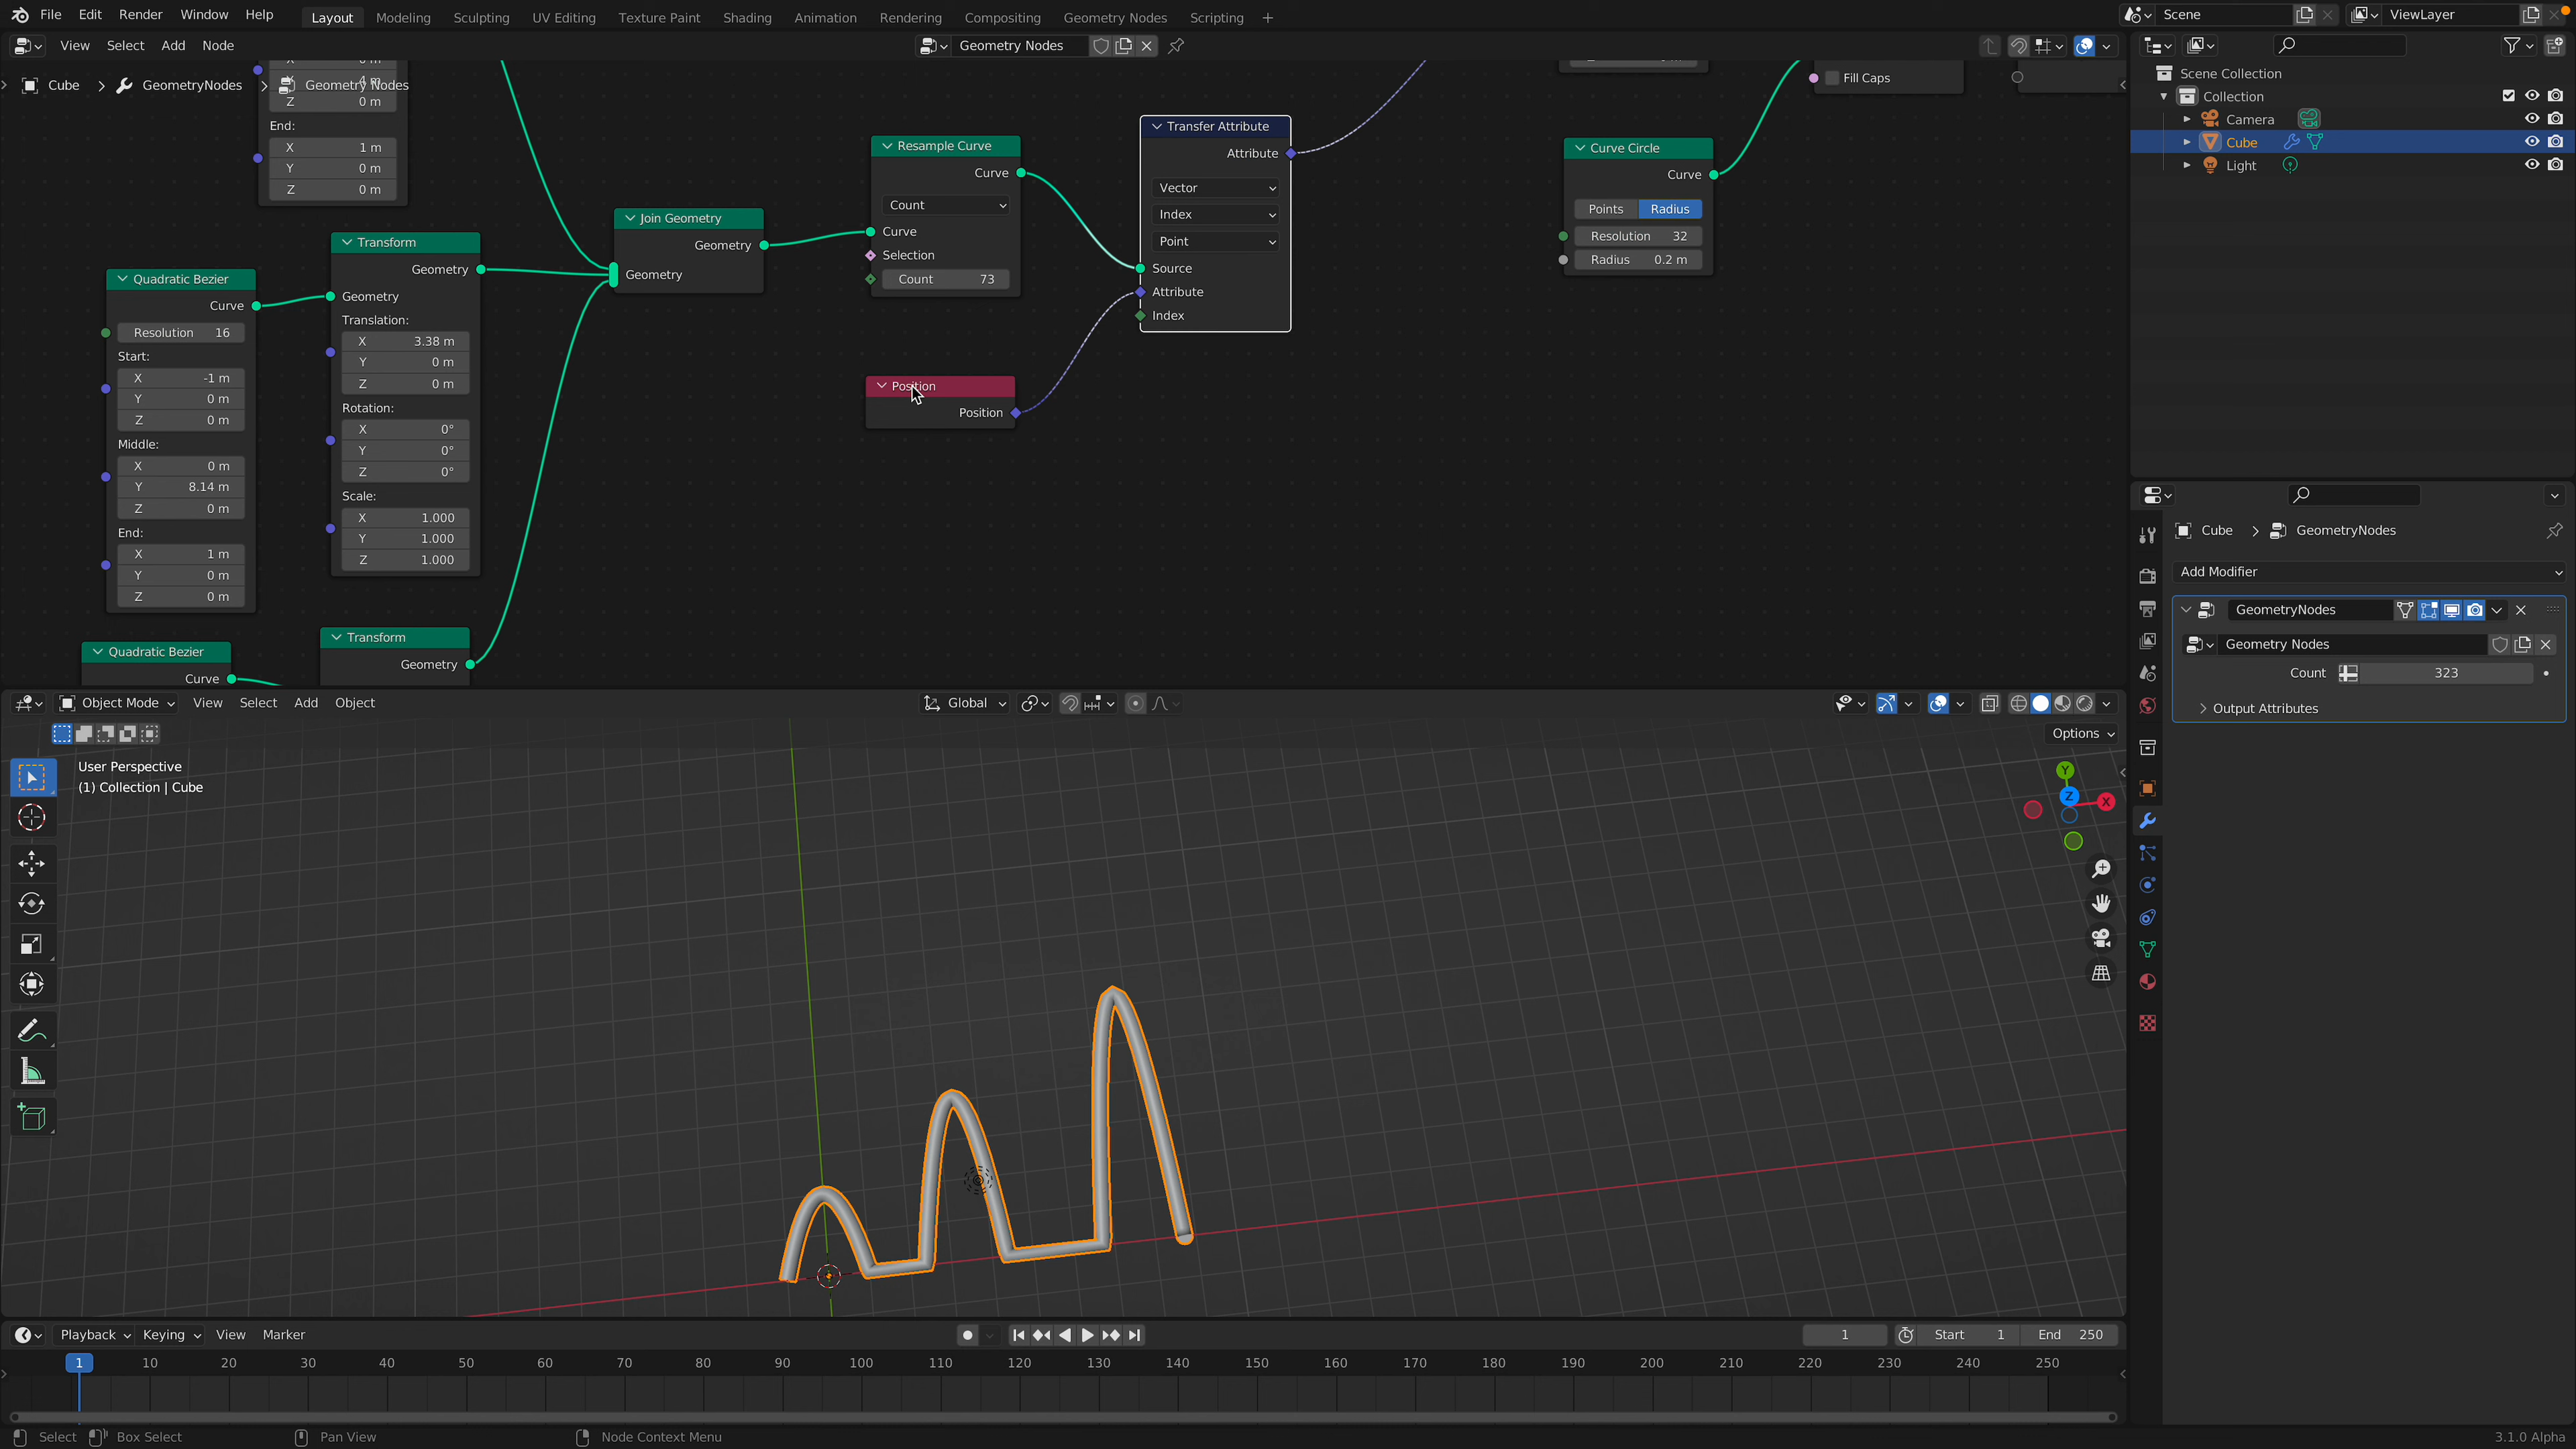 File Edit Render Window Help Layout Modeling Sculpting UV Editing Texture Paint Shading Animation Rendering Compositing Geometry Nodes Scripting + Scene ViewLayer
View Select Add Node Geometry Nodes
Cube > GeometryNodes > Geometry Nodes
Z 0 m
End:
X 1 m
Y 0 m
Z 0 m
Quadratic Bezier
Curve
Resolution 16
Start:
X -1 m
Y 0 m
Z 0 m
Middle:
X 0 m
Y 8.14 m
Z 0 m
End:
X 1 m
Y 0 m
Z 0 m
Transform
Geometry
Geometry
Translation:
X 3.38 m
Y 0 m
Z 0 m
Rotation:
X 0°
Y 0°
Z 0°
Scale:
X 1.000
Y 1.000
Z 1.000
Quadratic Bezier
Curve
Transform
Geometry
Join Geometry
Geometry
Geometry
Resample Curve
Curve
Count
Curve
Selection
Count 73
Position
Position
Transfer Attribute
Attribute
Vector
Index
Point
Source
Attribute
Index
Curve Circle
Curve
Points Radius
Resolution 32
Radius 0.2 m
Fill Caps
Scene Collection
Collection
Camera
Cube
Light
Cube > GeometryNodes
Add Modifier
GeometryNodes
Geometry Nodes
Count 323
Output Attributes
Object Mode View Select Add Object Global
Options
User Perspective
(1) Collection | Cube
Y
Z
X
Playback Keying View Marker 1 Start 1 End 250
1 10 20 30 40 50 60 70 80 90 100 110 120 130 140 150 160 170 180 190 200 210 220 230 240 250
Select Box Select Pan View Node Context Menu 3.1.0 Alpha